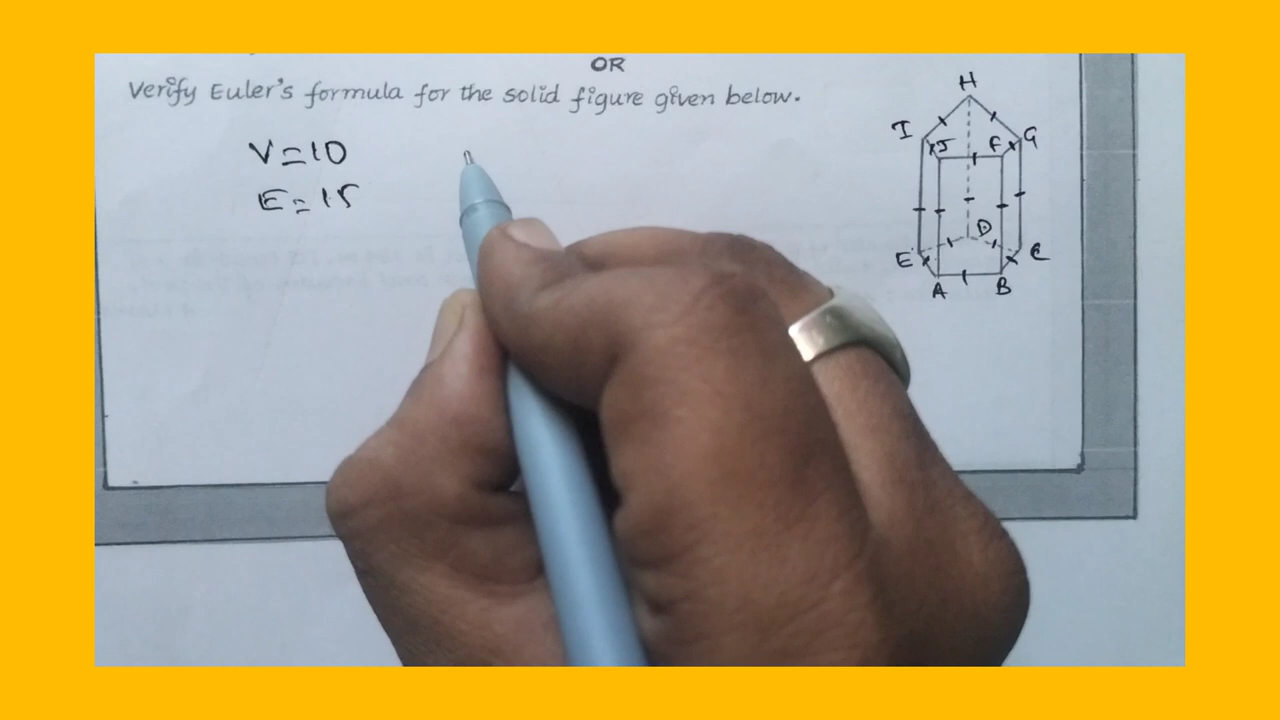 OR
Verify Euler's formula for the solid figure given below.
V=10
E=15
H
I
J
F
G
D
E
C
A
B